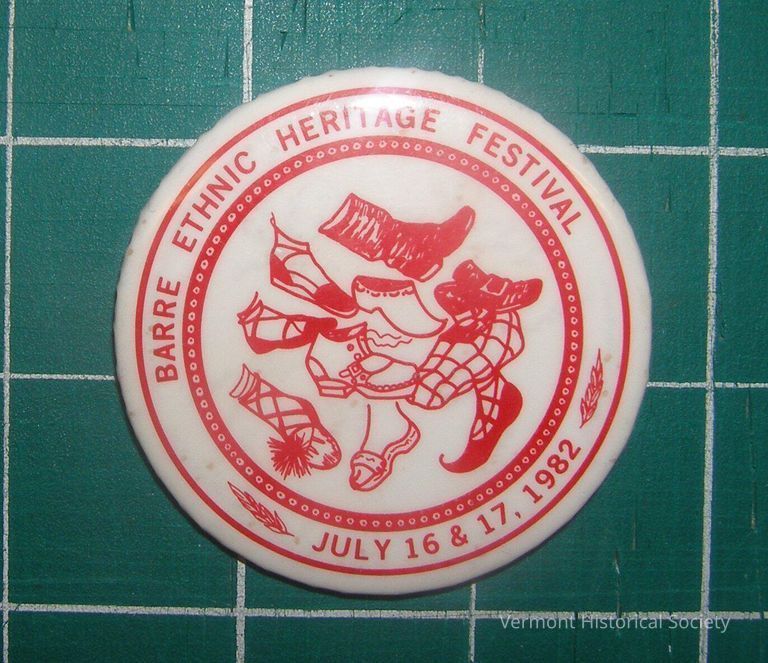 BARRE ETHNIC HERITAGE FESTIVAL
JULY 16 & 17, 1982
Vermont Historical Society